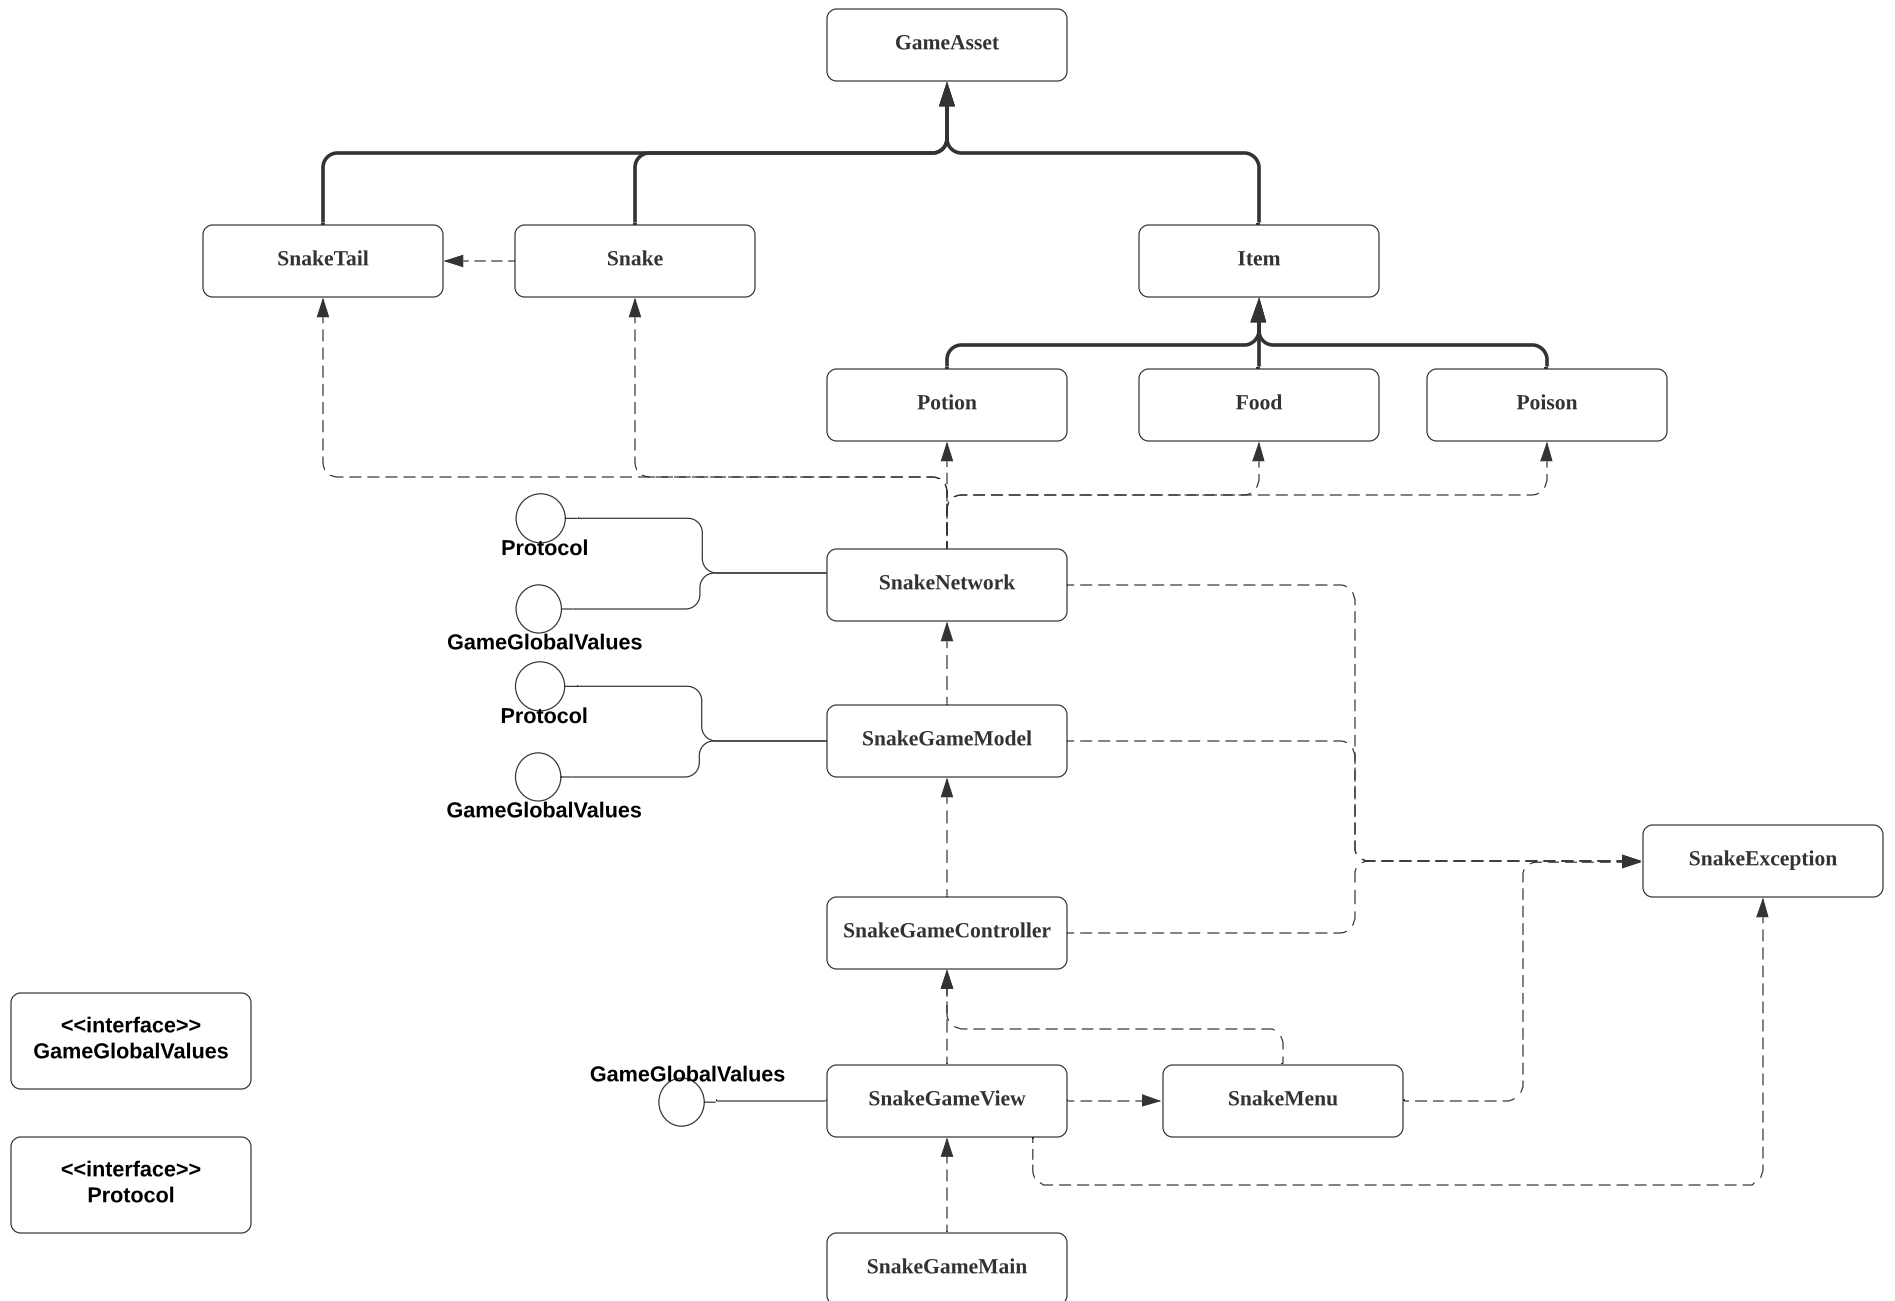 GameAsset
SnakeTail
Snake
Item
Potion
Food
Poison
Protocol
SnakeNetwork
GameGlobalValues
Protocol
SnakeGameModel
GameGlobalValues
SnakeException
SnakeGameController
<<interface>>
GameGlobalValues
GameGlobalValues
SnakeGameView
SnakeMenu
<<interface>>
Protocol
SnakeGameMain